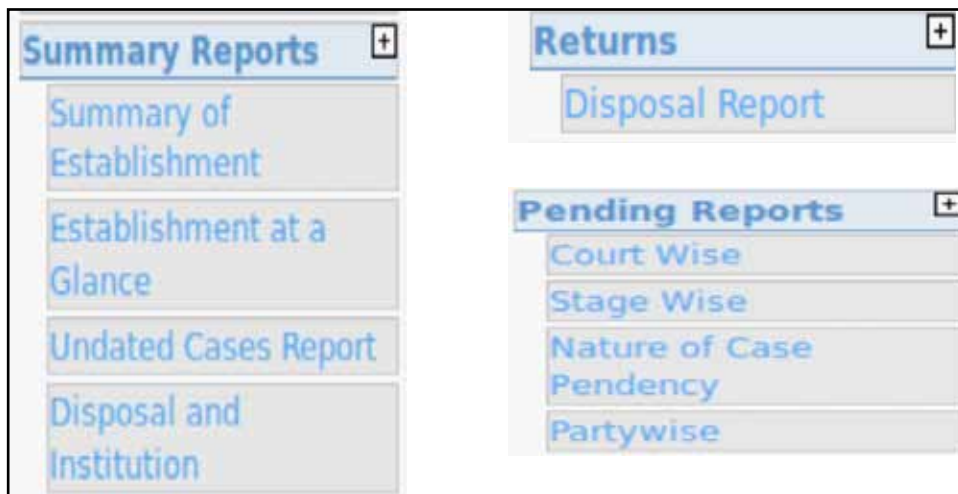 Summary Reports
Summary of
Establishment
Establishment at a
Glance
Undated Cases Report
Disposal and
Institution
Returns
Disposal Report
Pending Reports
Court Wise
Stage Wise
Nature of Case
Pendency
Partywise